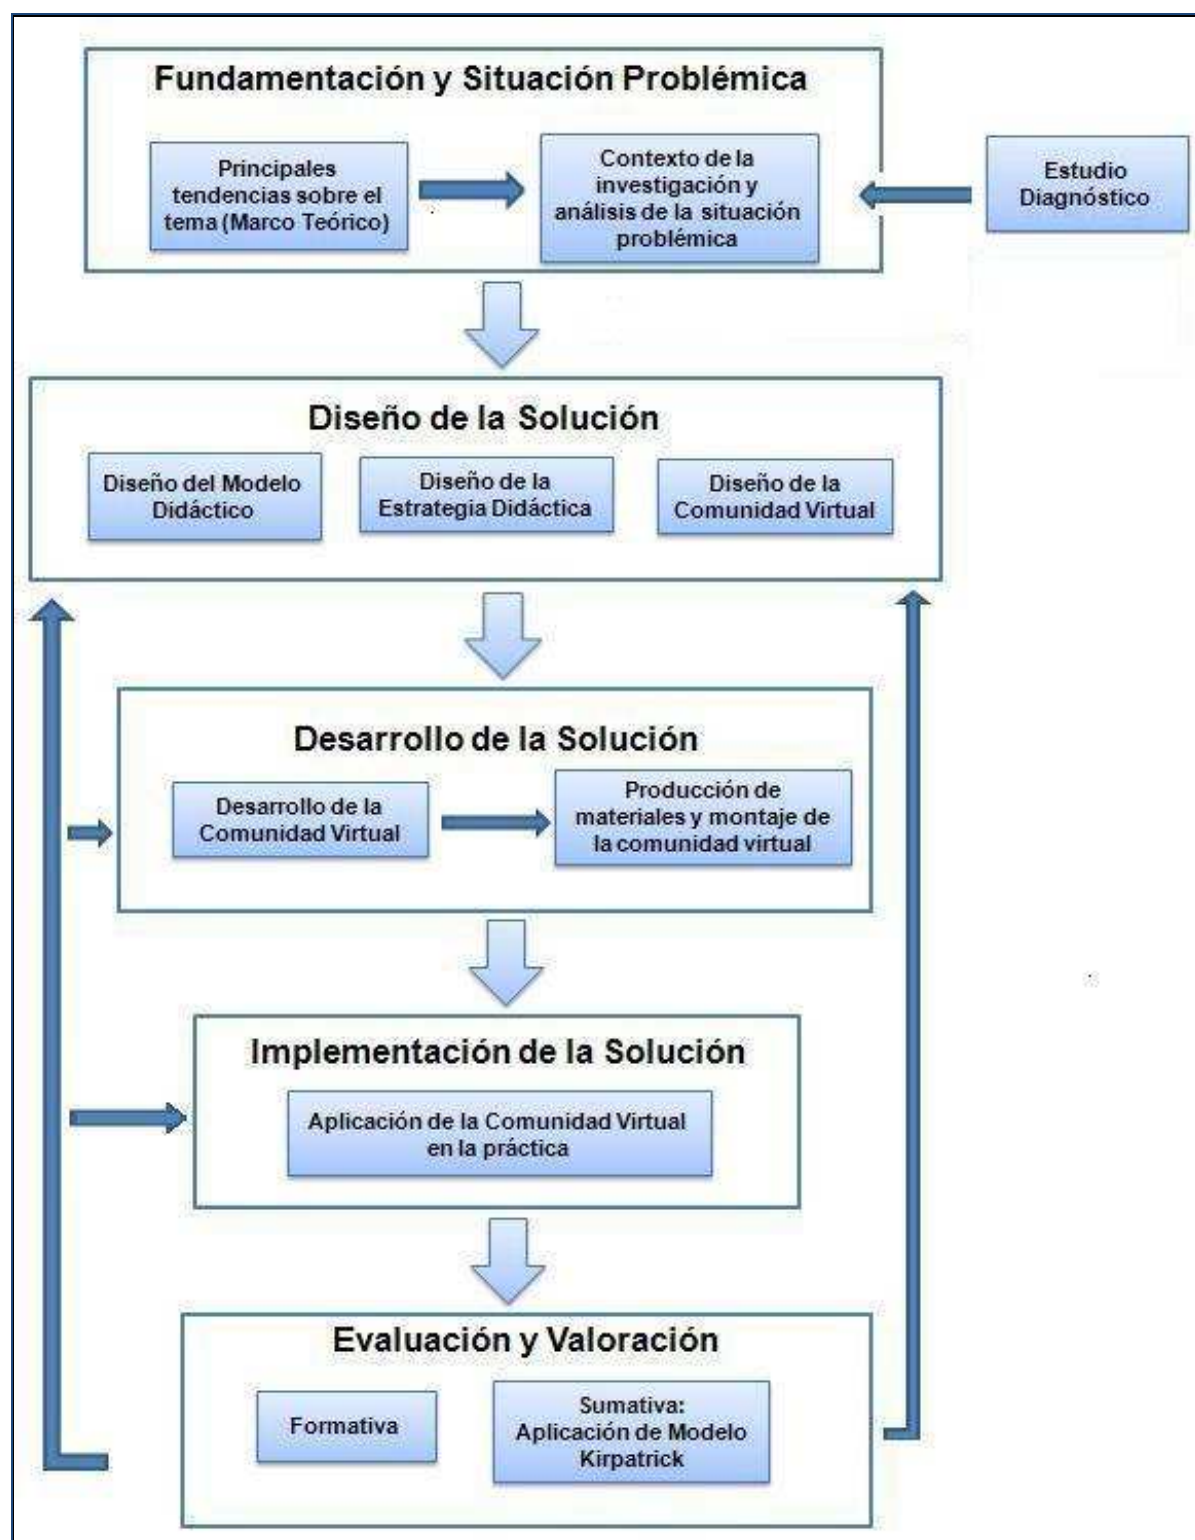 Fundamentación y Situación Problémica
Principales
tendencias sobre el
tema (Marco Teórico)
Contexto de la
investigación y
análisis de la situación
problémica
Estudio
Diagnóstico
Diseño de la Solución
Diseño del Modelo
Didáctico
Diseño de la
Estrategia Didáctica
Diseño de la
Comunidad Virtual
Desarrollo de la Solución
Desarrollo de la
Comunidad Virtual
Producción de
materiales y montaje de
la comunidad virtual
Implementación de la Solución
Aplicación de la Comunidad Virtual
en la práctica
Evaluación y Valoración
Formativa
Sumativa:
Aplicación de Modelo
Kirpatrick